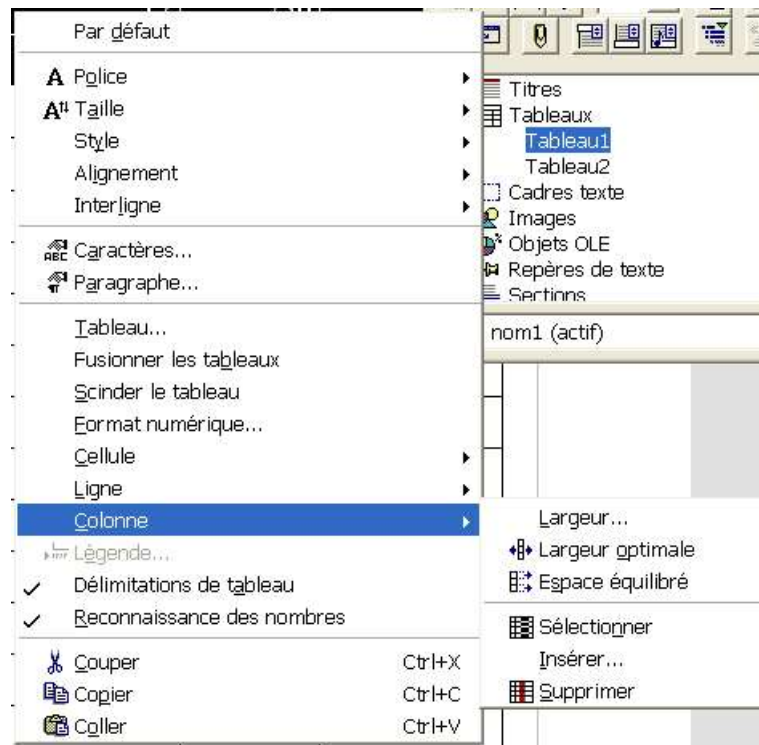 Par défaut
Police
Taille
Style
Alignement
Interligne
Caractères...
Paragraphe...
Tableau...
Fusionner les tableaux
Scinder le tableau
Format numérique...
Cellule
Ligne
Colonne
Légende...
Délimitations de tableau
Reconnaissance des nombres
Couper Ctrl+X
Copier Ctrl+C
Coller Ctrl+V
Titres
Tableaux
Tableau1
Tableau2
Cadres texte
Images
Objets OLE
Repères de texte
Sections
nom1 (actif)
Largeur...
Largeur optimale
Espace équilibré
Sélectionner
Insérer...
Supprimer